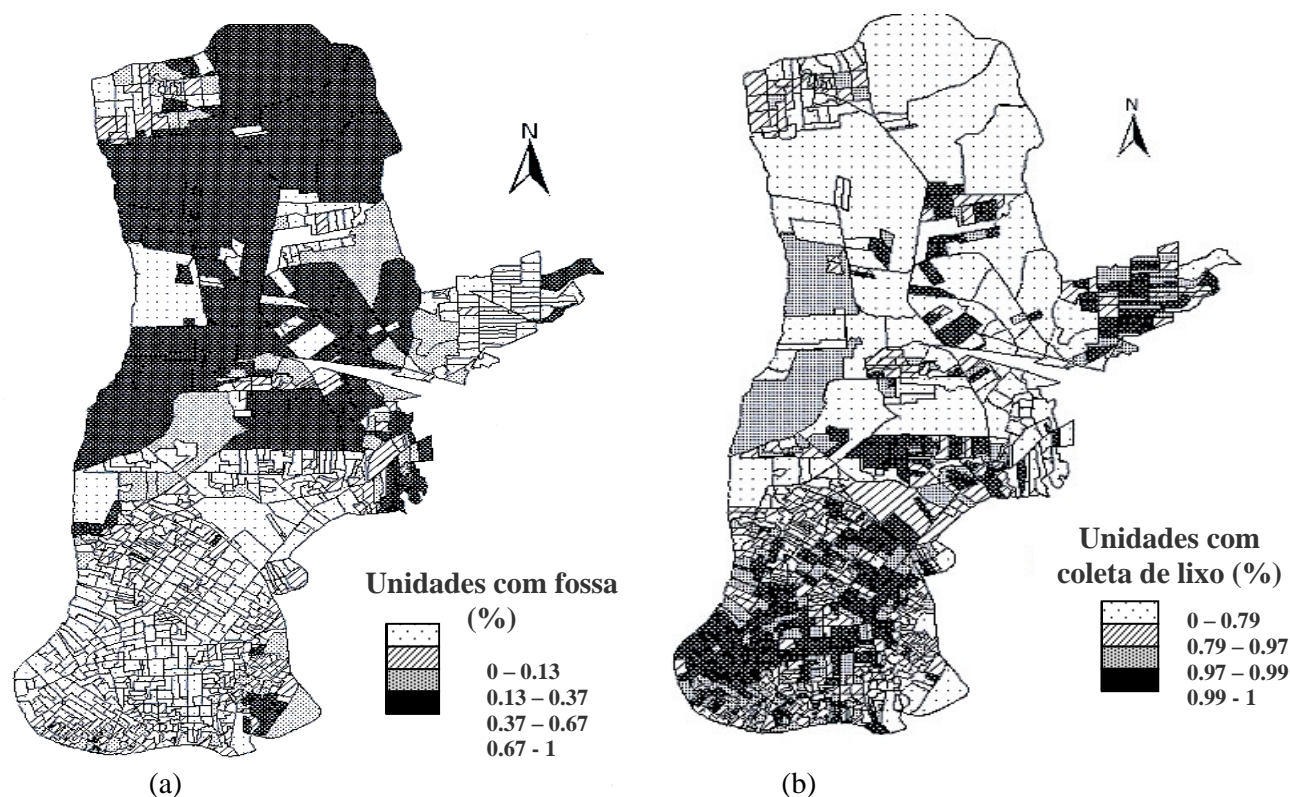 N
Unidades com fossa
(%)
0 – 0.13
0.13 – 0.37
0.37 – 0.67
0.67 - 1
(a)
N
Unidades com
coleta de lixo (%)
0 – 0.79
0.79 – 0.97
0.97 – 0.99
0.99 - 1
(b)